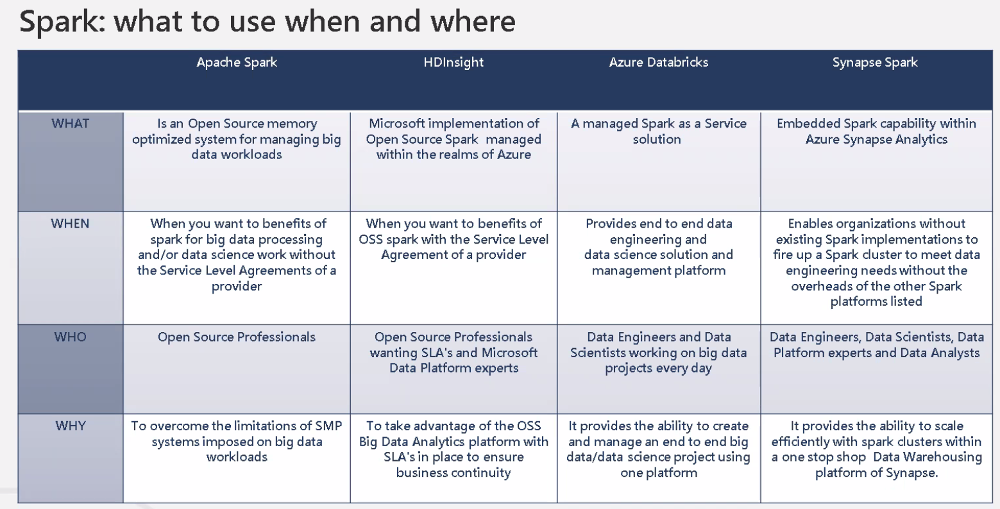 Spark: what to use when and where
Apache Spark
HDInsight
Azure Databricks
Synapse Spark
WHAT
Is an Open Source memory
optimized system for managing big
data workloads
Microsoft implementation of
Open Source Spark  managed
within the realms of Azure
A managed Spark as a Service
solution
Embedded Spark capability within
Azure Synapse Analytics
WHEN
When you want to benefits of
spark for big data processing
and/or data science work without
the Service Level Agreements of a
provider
When you want to benefits of
OSS spark with the Service Level
Agreement of a provider
Provides end to end data
engineering and
data science solution and
management platform
Enables organizations without
existing Spark implementations to
fire up a Spark cluster to meet data
engineering needs without the
overheads of the other Spark
platforms listed
WHO
Open Source Professionals
Open Source Professionals
wanting SLA's and Microsoft
Data Platform experts
Data Engineers and Data
Scientists working on big data
projects every day
Data Engineers, Data Scientists, Data
Platform experts and Data Analysts
WHY
To overcome the limitations of SMP
systems imposed on big data
workloads
To take advantage of the OSS
Big Data Analytics platform with
SLA's in place to ensure
business continuity
It provides the ability to create
and manage an end to end big
data/data science project using
one platform
It provides the ability to scale
efficiently with spark clusters within
a one stop shop  Data Warehousing
platform of Synapse.